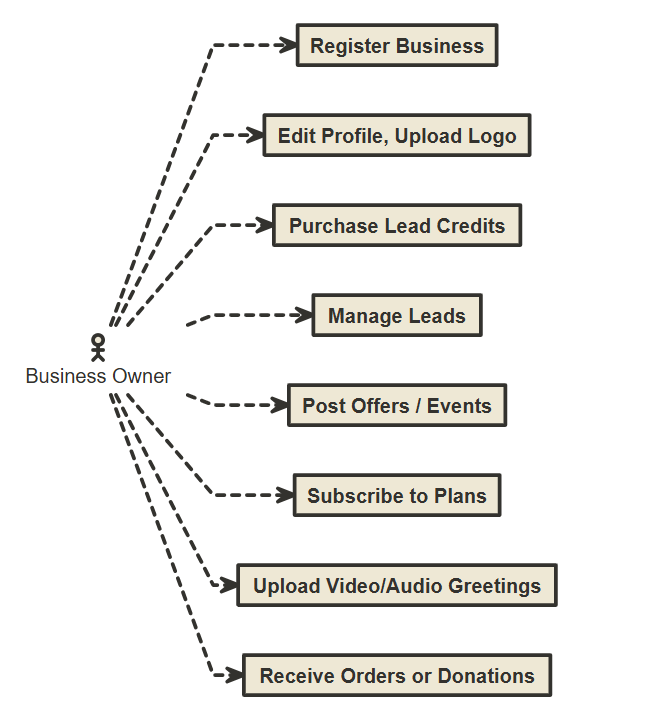 Register Business
Edit Profile, Upload Logo
Purchase Lead Credits
Manage Leads
Business Owner
Post Offers / Events
Subscribe to Plans
Upload Video/Audio Greetings
Receive Orders or Donations